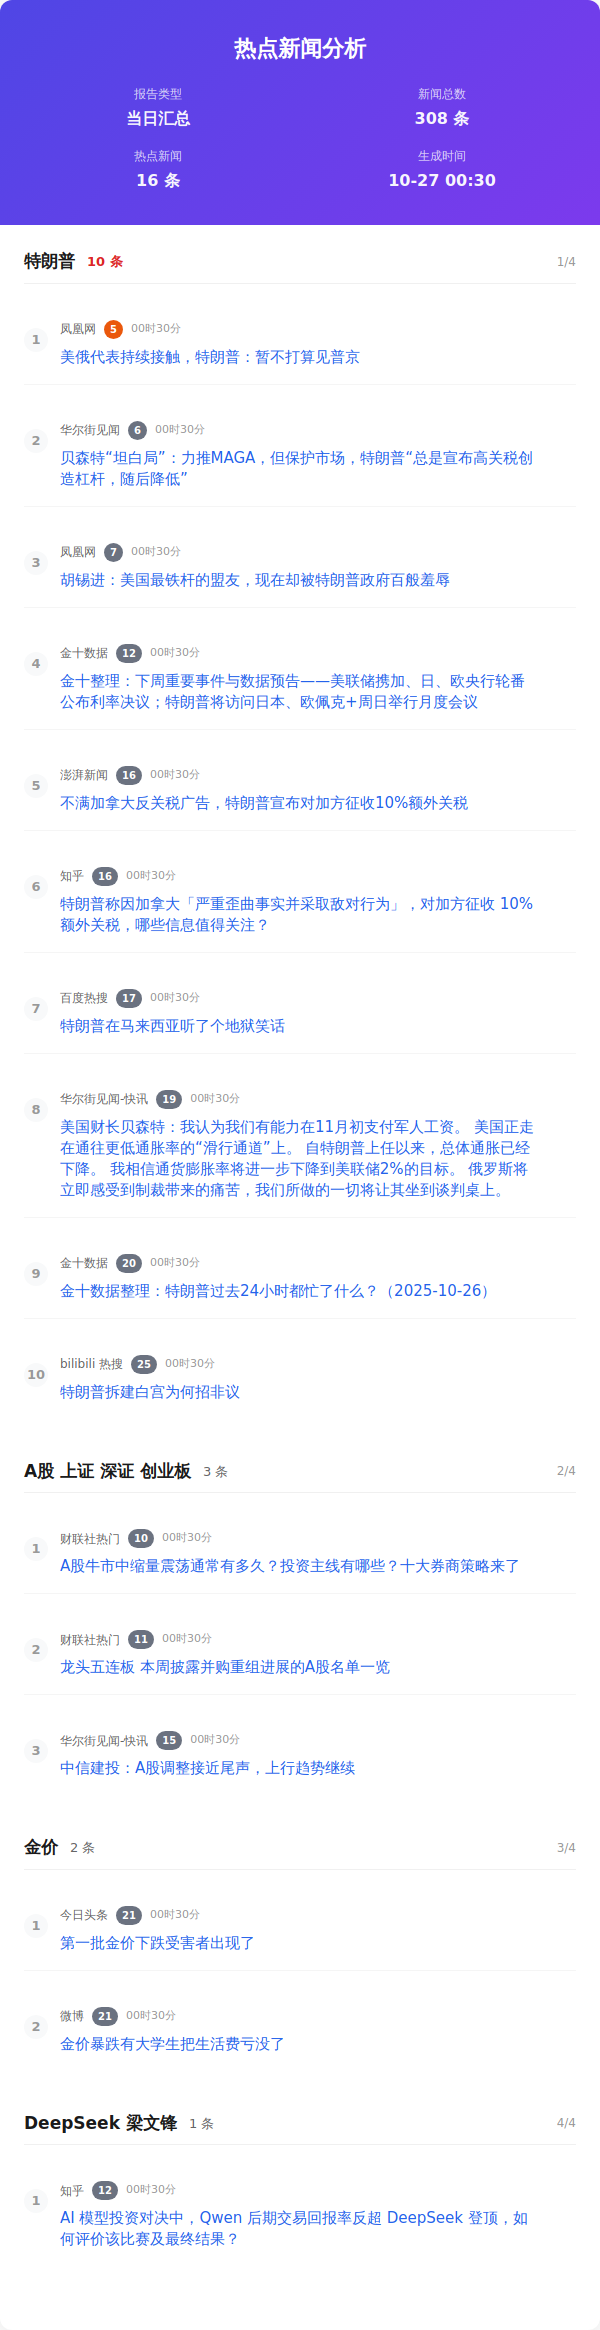 热点新闻分析
报告类型
新闻总数
当日汇总
308 条
热点新闻
生成时间
16 条
10-27 00:30
特朗普 10 条 1/4
1
凤凰网 5 00时30分
美俄代表持续接触，特朗普：暂不打算见普京
2
华尔街见闻 6 00时30分
贝森特“坦白局”：力推MAGA，但保护市场，特朗普“总是宣布高关税创
造杠杆，随后降低”
3
凤凰网 7 00时30分
胡锡进：美国最铁杆的盟友，现在却被特朗普政府百般羞辱
4
金十数据 12 00时30分
金十整理：下周重要事件与数据预告——美联储携加、日、欧央行轮番
公布利率决议；特朗普将访问日本、欧佩克+周日举行月度会议
5
澎湃新闻 16 00时30分
不满加拿大反关税广告，特朗普宣布对加方征收10%额外关税
6
知乎 16 00时30分
特朗普称因加拿大「严重歪曲事实并采取敌对行为」，对加方征收 10%
额外关税，哪些信息值得关注？
7
百度热搜 17 00时30分
特朗普在马来西亚听了个地狱笑话
8
华尔街见闻-快讯 19 00时30分
美国财长贝森特：我认为我们有能力在11月初支付军人工资。 美国正走
在通往更低通胀率的“滑行通道”上。 自特朗普上任以来，总体通胀已经
下降。 我相信通货膨胀率将进一步下降到美联储2%的目标。 俄罗斯将
立即感受到制裁带来的痛苦，我们所做的一切将让其坐到谈判桌上。
9
金十数据 20 00时30分
金十数据整理：特朗普过去24小时都忙了什么？（2025-10-26）
10
bilibili 热搜 25 00时30分
特朗普拆建白宫为何招非议
A股 上证 深证 创业板 3 条 2/4
1
财联社热门 10 00时30分
A股牛市中缩量震荡通常有多久？投资主线有哪些？十大券商策略来了
2
财联社热门 11 00时30分
龙头五连板 本周披露并购重组进展的A股名单一览
3
华尔街见闻-快讯 15 00时30分
中信建投：A股调整接近尾声，上行趋势继续
金价 2 条 3/4
1
今日头条 21 00时30分
第一批金价下跌受害者出现了
2
微博 21 00时30分
金价暴跌有大学生把生活费亏没了
DeepSeek 梁文锋 1 条 4/4
1
知乎 12 00时30分
AI 模型投资对决中，Qwen 后期交易回报率反超 DeepSeek 登顶，如
何评价该比赛及最终结果？